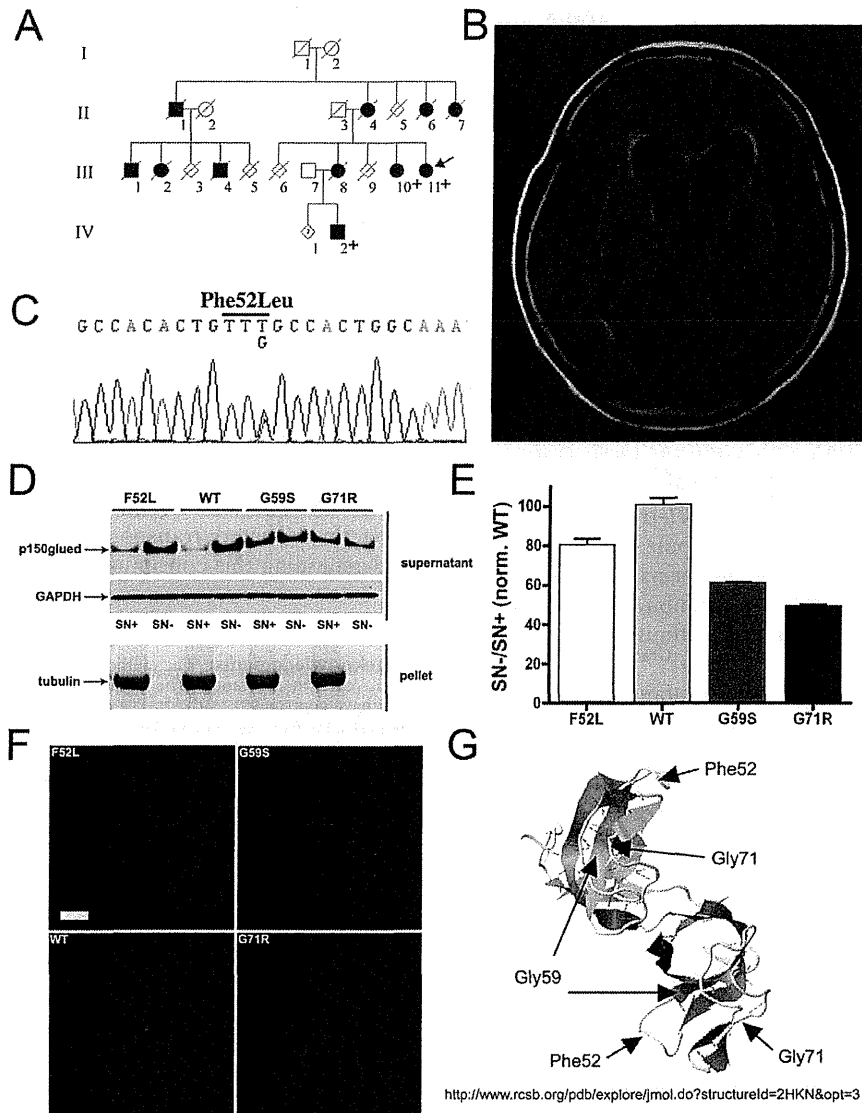 A
I
1 2
II
1 2 3 4 5 6 7
III
1 2 3 4 5 6 7 8 9 10+ 11+
IV
1 2+
B
C
Phe52Leu
G C C A C A C T G T T T G C C A C T G G C A A A
G
D
F52L WT G59S G71R
p150glued
GAPDH
supernatant
SN+ SN- SN+ SN- SN+ SN- SN+ SN-
tubulin
pellet
E
SN-/SN+ (norm. WT)
100
80
60
40
20
0
F52L WT G59S G71R
F
F52L G59S
WT G71R
G
Phe52
Gly71
Gly59
Phe52 Gly71
http://www.rcsb.org/pdb/explore/jmol.do?structureId=2HKN&opt=3